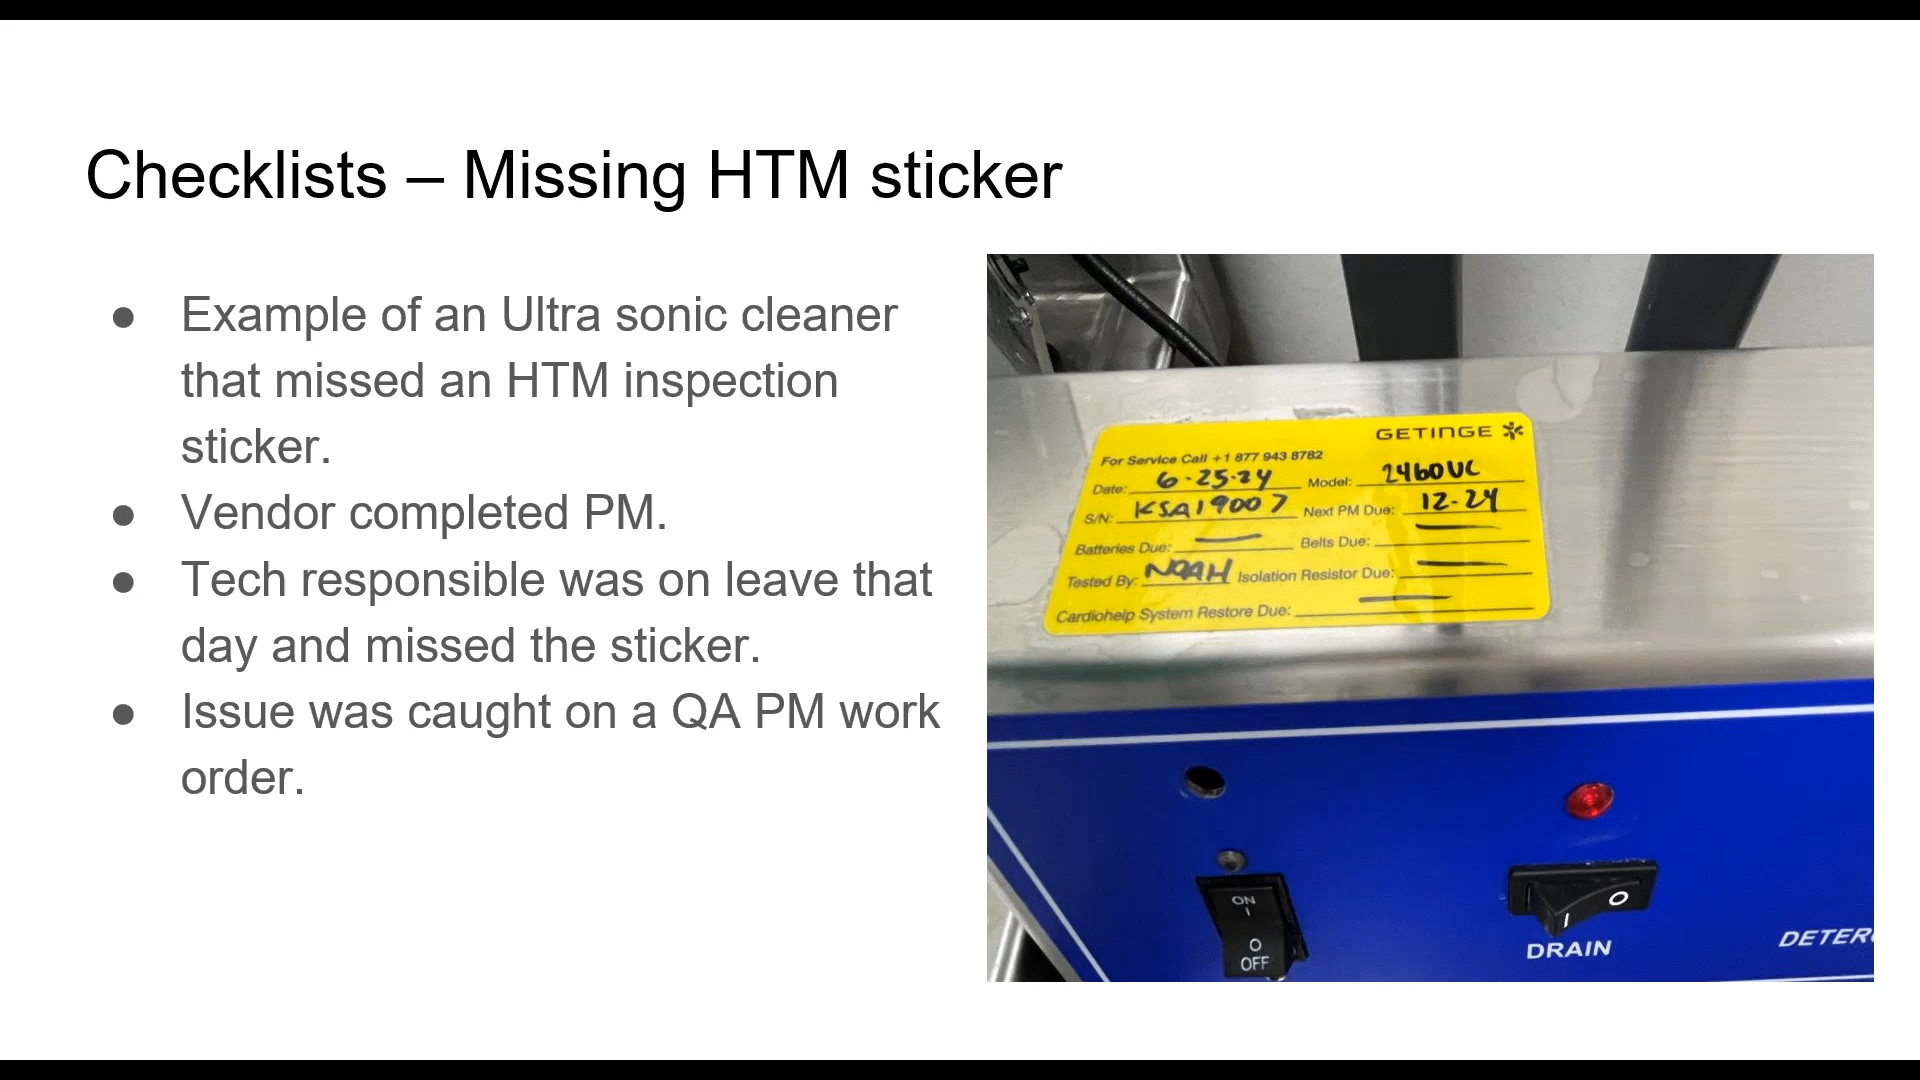 Checklists – Missing HTM sticker
● Example of an Ultra sonic cleaner
that missed an HTM inspection
sticker.
● Vendor completed PM.
● Tech responsible was on leave that
day and missed the sticker.
● Issue was caught on a QA PM work
order.
GETINGE
For Service Call +1 877 943 8782
Date: 6-25-24 Model: 2460UC
S/N: KSA19007 Next PM Due: 12-24
Batteries Due: — Belts Due: —
Tested By: NOAH Isolation Resistor Due: —
Cardiohelp System Restore Due: —
ON
I
O
OFF
I O
DRAIN
DETER